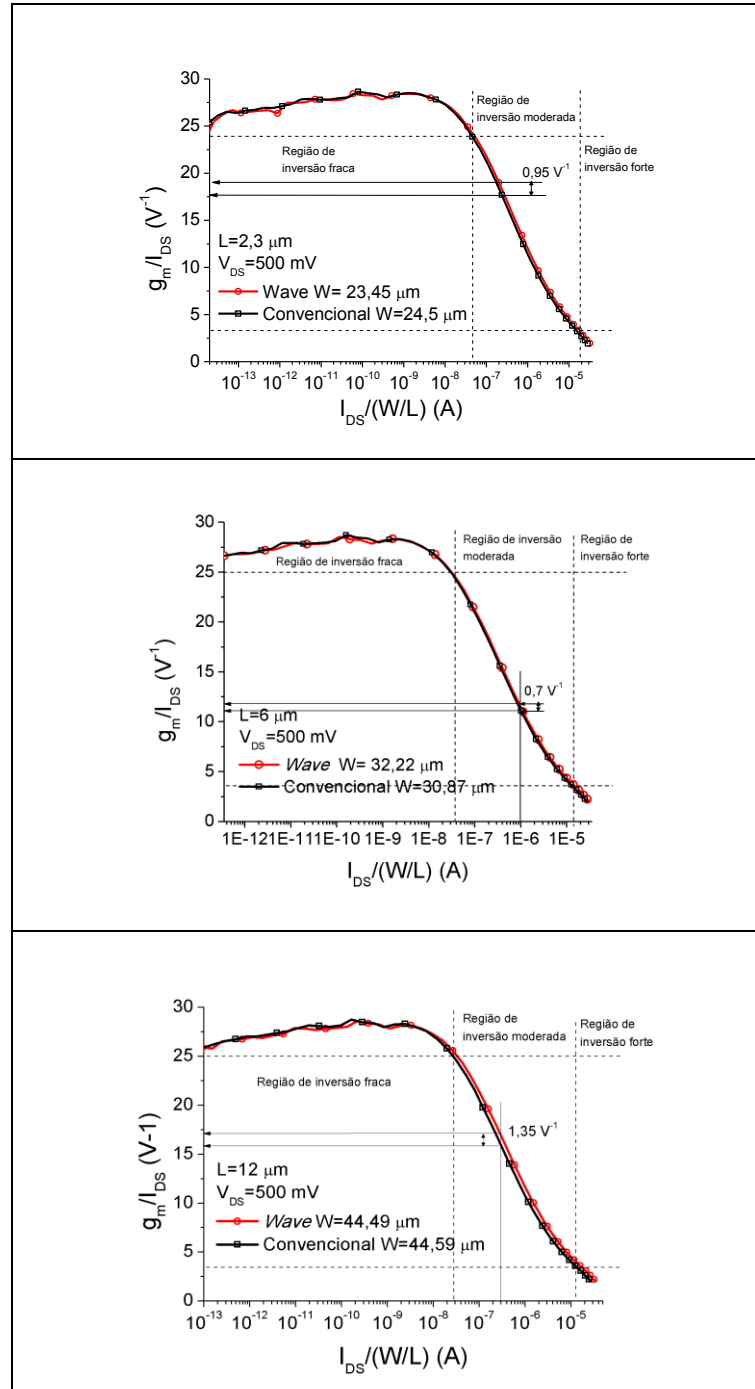 30
25
20
15
10
5
0
g_m/I_DS (V⁻¹)
Região de
inversão moderada
Região de
inversão fraca
Região de
inversão forte
0,95 V⁻¹
L=2,3 μm
V_DS=500 mV
Wave W= 23,45 μm
Convencional W=24,5 μm
10⁻¹³ 10⁻¹² 10⁻¹¹ 10⁻¹⁰ 10⁻⁹ 10⁻⁸ 10⁻⁷ 10⁻⁶ 10⁻⁵
I_DS/(W/L) (A)
30
25
20
15
10
5
0
g_m/I_DS (V⁻¹)
Região de inversão fraca
Região de inversão
moderada
Região de
inversão forte
0,7 V⁻¹
L=6 μm
V_DS=500 mV
Wave W= 32,22 μm
Convencional W=30,87 μm
1E-12 1E-11 1E-10 1E-9 1E-8 1E-7 1E-6 1E-5
I_DS/(W/L) (A)
30
25
20
15
10
5
0
g_m/I_DS (V-1)
Região de
inversão moderada
Região de
inversão forte
Região de inversão fraca
1,35 V⁻¹
L=12 μm
V_DS=500 mV
Wave W=44,49 μm
Convencional W=44,59 μm
10⁻¹³ 10⁻¹² 10⁻¹¹ 10⁻¹⁰ 10⁻⁹ 10⁻⁸ 10⁻⁷ 10⁻⁶ 10⁻⁵
I_DS/(W/L) (A)